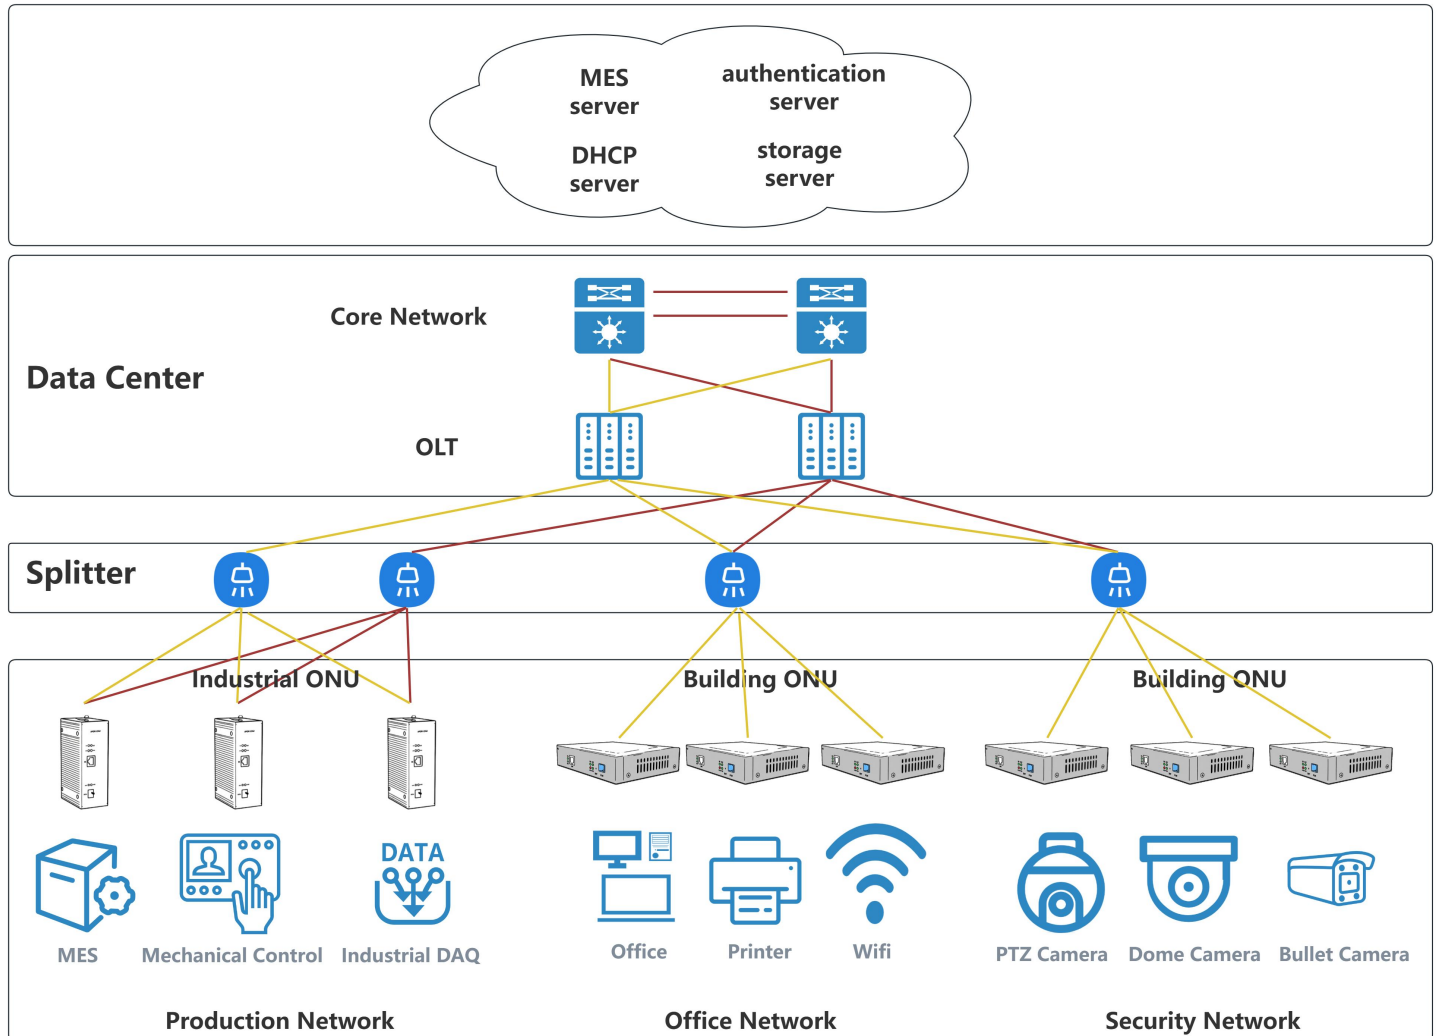 MES
server
authentication
server
DHCP
server
storage
server
Core Network
Data Center
OLT
Splitter
Industrial ONU
Building ONU
Building ONU
DATA
MES
Mechanical Control
Industrial DAQ
Office
Printer
Wifi
PTZ Camera
Dome Camera
Bullet Camera
Production Network
Office Network
Security Network